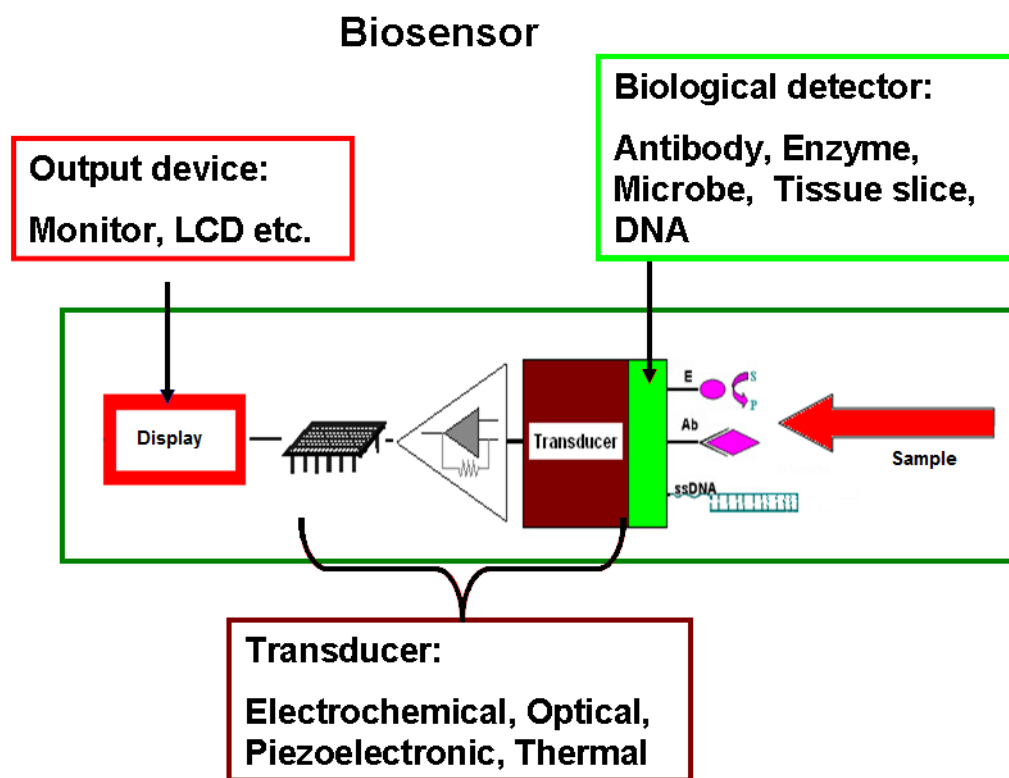 Biosensor
Biological detector:
Antibody, Enzyme,
Microbe, Tissue slice,
DNA
Output device:
Monitor, LCD etc.
Display
Transducer
E
S
P
Ab
ssDNA
Sample
Transducer:
Electrochemical, Optical,
Piezoelectronic, Thermal